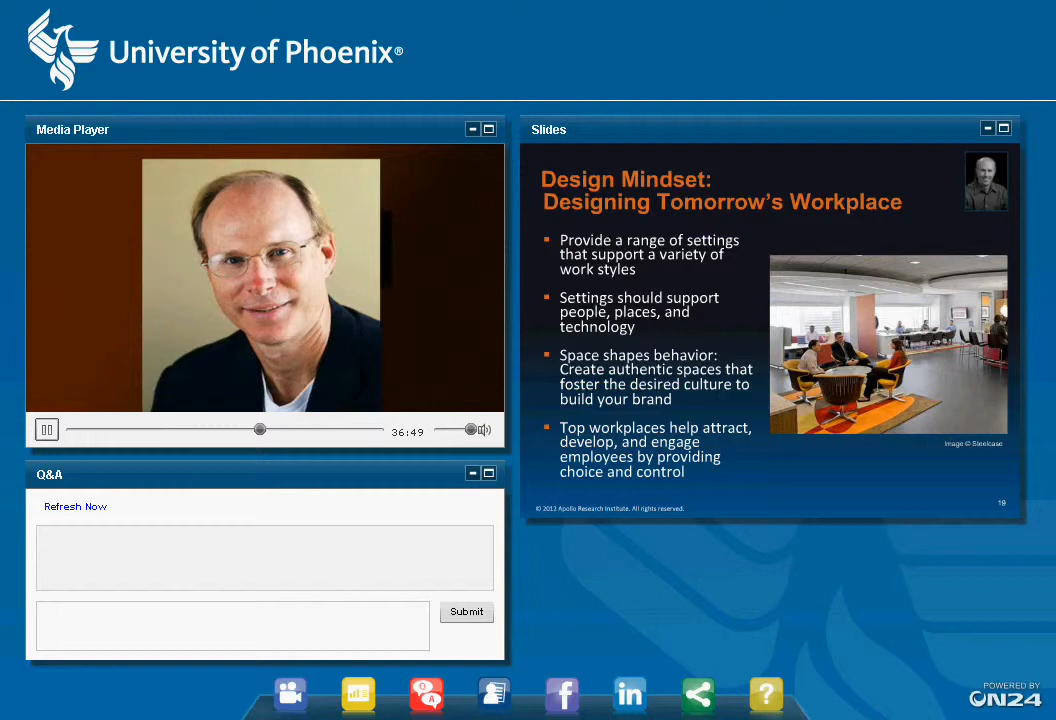 University of Phoenix®
Media Player
Slides
Design Mindset:
Designing Tomorrow's Workplace
▪ Provide a range of settings
that support a variety of
work styles
▪ Settings should support
people, places, and
technology
▪ Space shapes behavior:
Create authentic spaces that
foster the desired culture to
build your brand
▪ Top workplaces help attract,
develop, and engage
employees by providing
choice and control
Image © Steelcase
© 2012 Apollo Research Institute. All rights reserved.
19
36:49
Q&A
Refresh Now
Submit
Q
A
f
in
?
POWERED BY
ON24